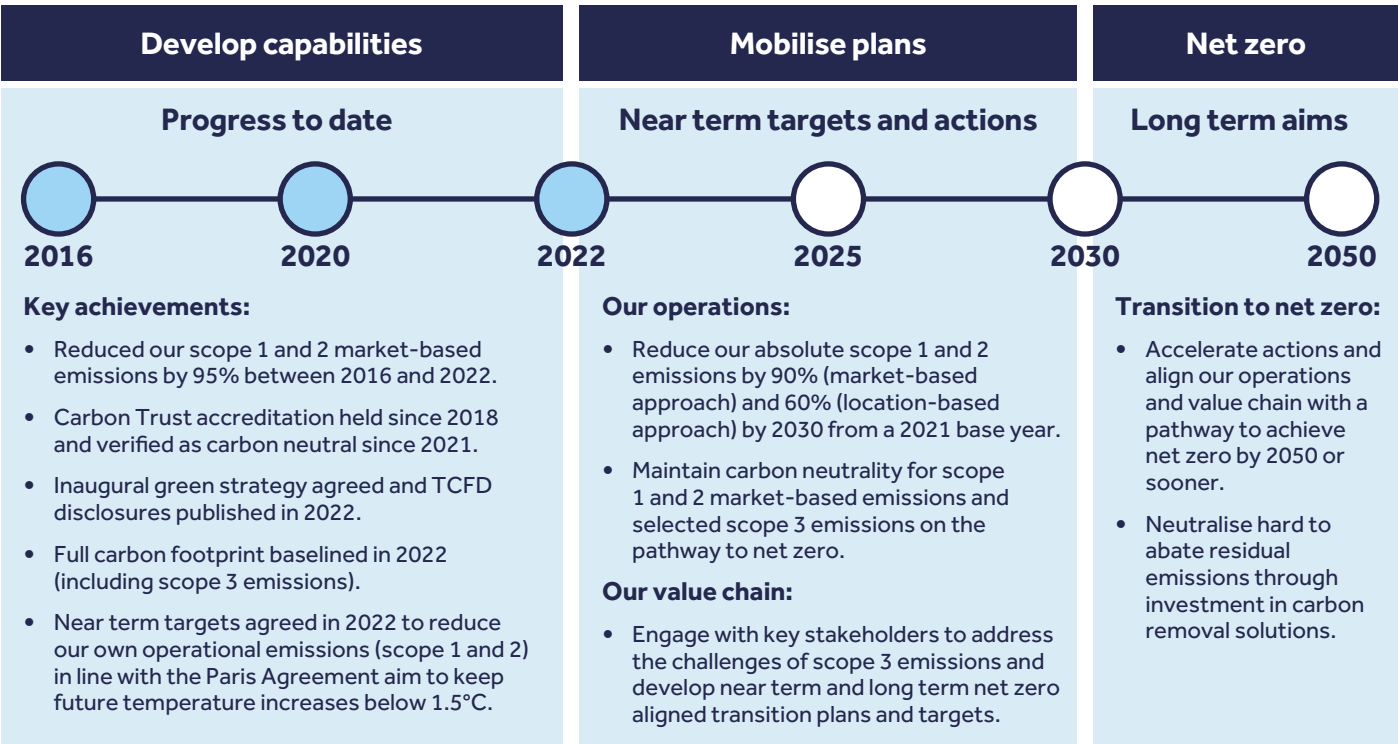 Develop capabilities
Mobilise plans
Net zero
Progress to date
Near term targets and actions
Long term aims
2016
2020
2022
2025
2030
2050
Key achievements:
• Reduced our scope 1 and 2 market-based
emissions by 95% between 2016 and 2022.
• Carbon Trust accreditation held since 2018
and verified as carbon neutral since 2021.
• Inaugural green strategy agreed and TCFD
disclosures published in 2022.
• Full carbon footprint baselined in 2022
(including scope 3 emissions).
• Near term targets agreed in 2022 to reduce
our own operational emissions (scope 1 and 2)
in line with the Paris Agreement aim to keep
future temperature increases below 1.5°C.
Our operations:
• Reduce our absolute scope 1 and 2
emissions by 90% (market-based
approach) and 60% (location-based
approach) by 2030 from a 2021 base year.
• Maintain carbon neutrality for scope
1 and 2 market-based emissions and
selected scope 3 emissions on the
pathway to net zero.
Our value chain:
• Engage with key stakeholders to address
the challenges of scope 3 emissions and
develop near term and long term net zero
aligned transition plans and targets.
Transition to net zero:
• Accelerate actions and
align our operations
and value chain with a
pathway to achieve
net zero by 2050 or
sooner.
• Neutralise hard to
abate residual
emissions through
investment in carbon
removal solutions.